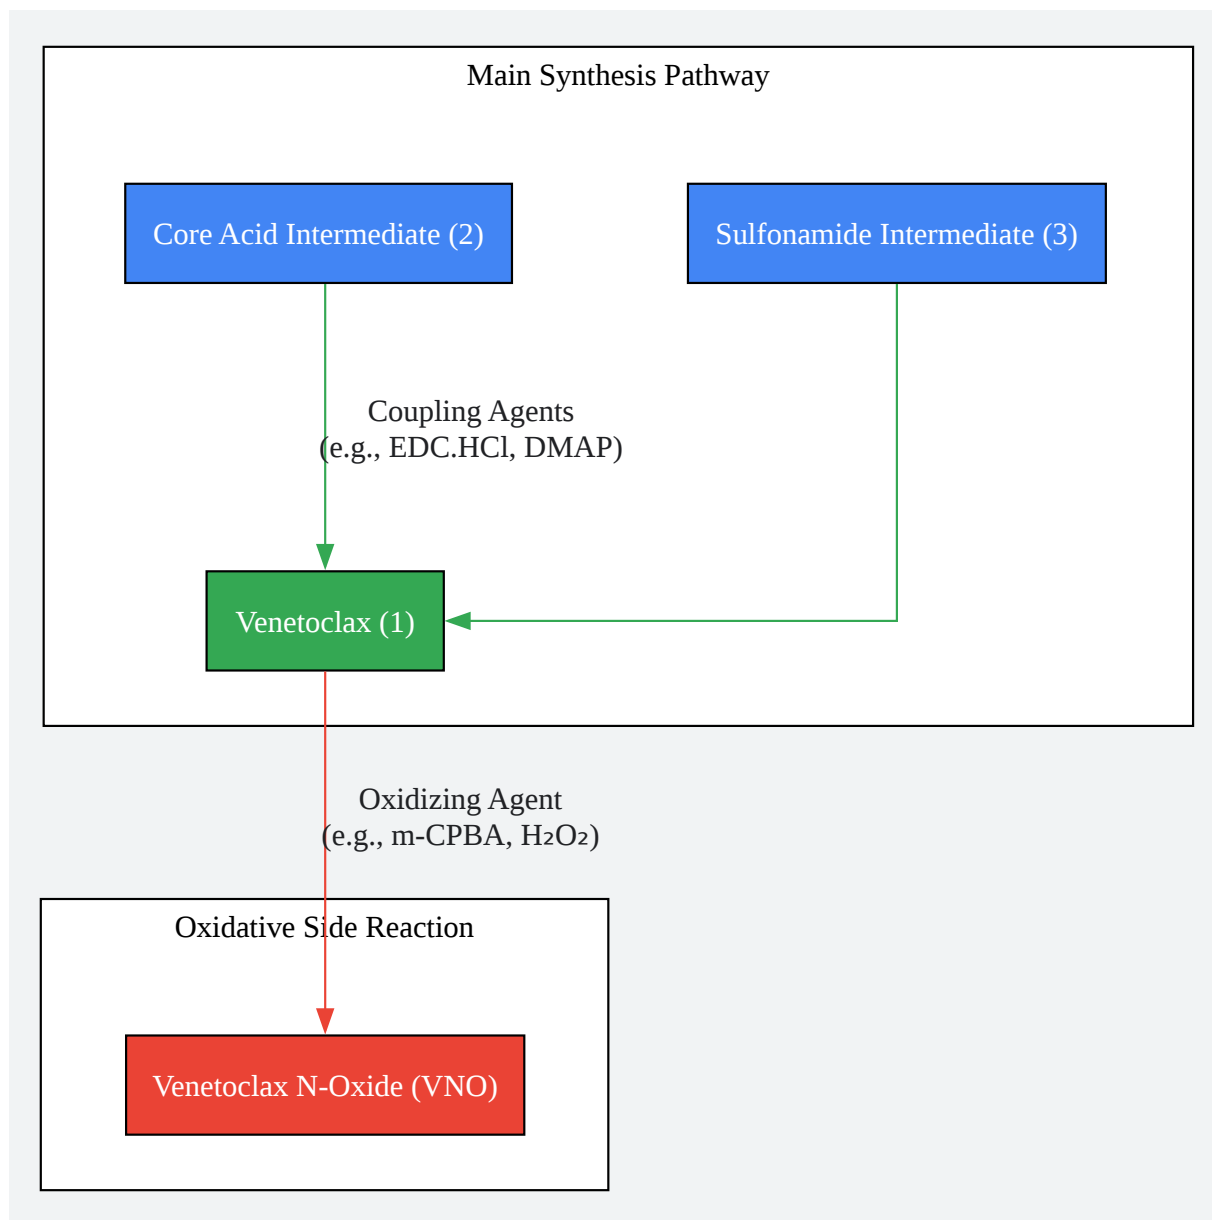 Main Synthesis Pathway
Core Acid Intermediate (2)
Sulfonamide Intermediate (3)
Coupling Agents
(e.g., EDC.HCl, DMAP)
Venetoclax (1)
Oxidizing Agent
(e.g., m-CPBA, H₂O₂)
Oxidative Side Reaction
Venetoclax N-Oxide (VNO)